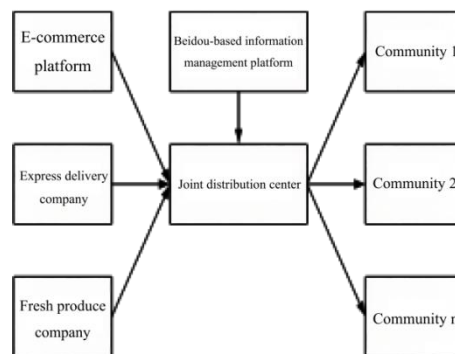 E-commerce
platform
Beidou-based information
management platform
Community 1
Express delivery
company
Joint distribution center
Community 2
Fresh produce
company
Community n